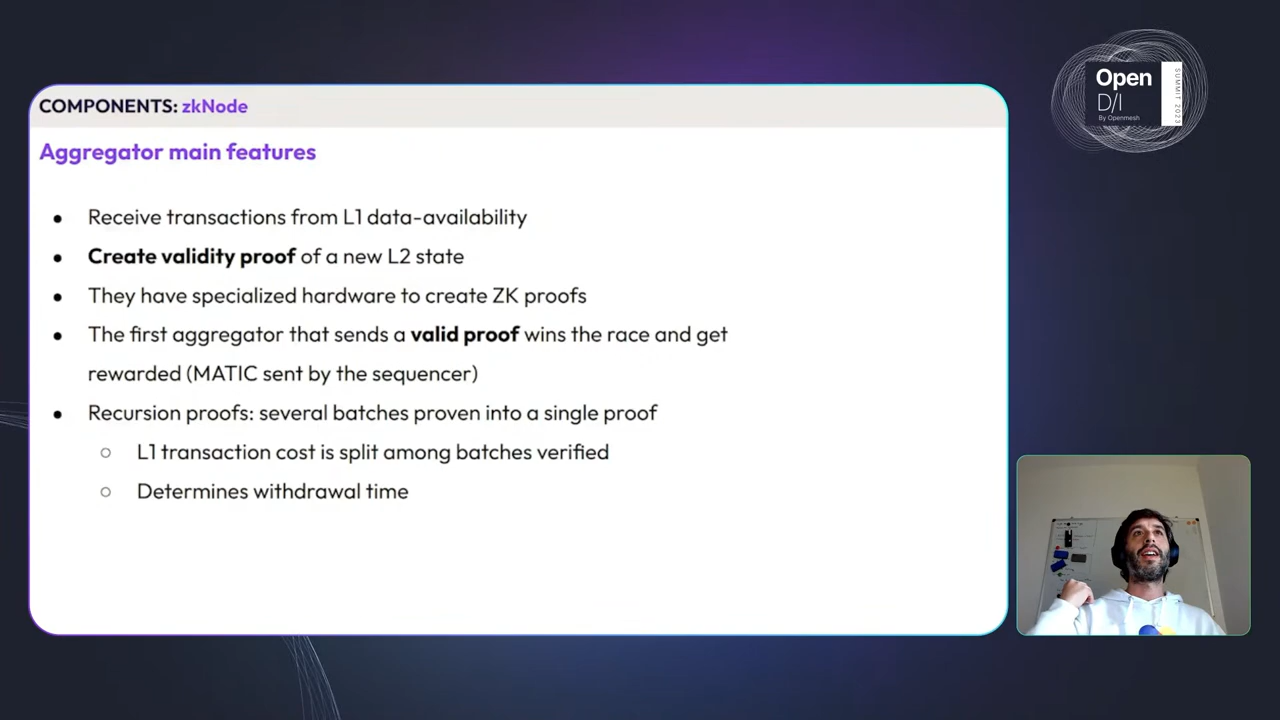 COMPONENTS: zkNode
Aggregator main features
● Receive transactions from L1 data-availability
● Create validity proof of a new L2 state
● They have specialized hardware to create ZK proofs
● The first aggregator that sends a valid proof wins the race and get
rewarded (MATIC sent by the sequencer)
● Recursion proofs: several batches proven into a single proof
○ L1 transaction cost is split among batches verified
○ Determines withdrawal time
Open
D/I
By Openmesh
SUMMIT 2023